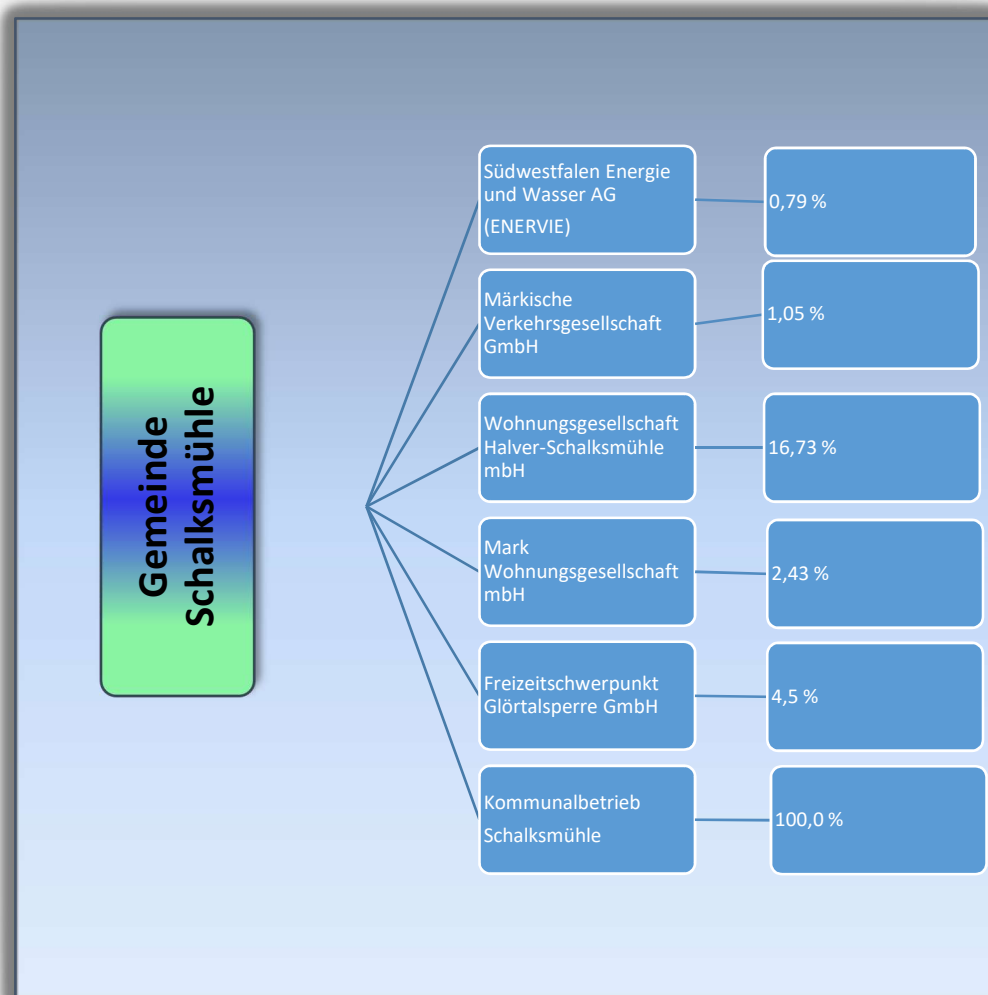 Gemeinde
Schalksmühle
Südwestfalen Energie
und Wasser AG
(ENERVIE)
0,79 %
Märkische
Verkehrsgesellschaft
GmbH
1,05 %
Wohnungsgesellschaft
Halver-Schalksmühle
mbH
16,73 %
Mark
Wohnungsgesellschaft
mbH
2,43 %
Freizeitschwerpunkt
Glörtalsperre GmbH
4,5 %
Kommunalbetrieb
Schalksmühle
100,0 %